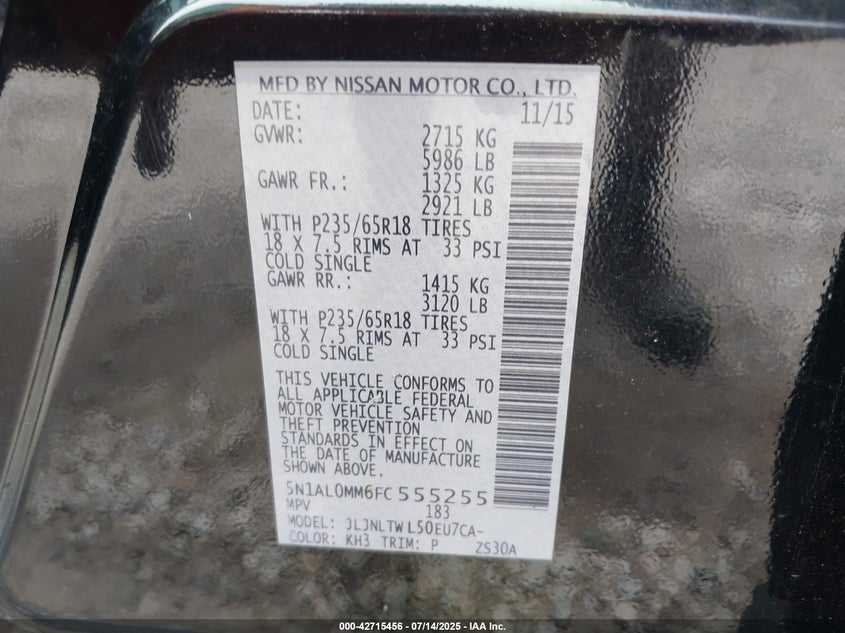 MFD BY NISSAN MOTOR CO., LTD.
DATE: 11/15
GVWR: 2715 KG
5986 LB
GAWR FR.: 1325 KG
2921 LB
WITH P235/65R18 TIRES
18 X 7.5 RIMS AT 33 PSI
COLD SINGLE
GAWR RR.: 1415 KG
3120 LB
WITH P235/65R18 TIRES
18 X 7.5 RIMS AT 33 PSI
COLD SINGLE
THIS VEHICLE CONFORMS TO
ALL APPLICABLE FEDERAL
MOTOR VEHICLE SAFETY AND
THEFT PREVENTION
STANDARDS IN EFFECT ON
THE DATE OF MANUFACTURE
SHOWN ABOVE.
5N1AL0MM6FC 555255
MPV 183
MODEL: JLJNLTW L50EU7CA-
COLOR: KH3 TRIM: P ZS30A
000-42715456 - 07/14/2025 - IAA Inc.